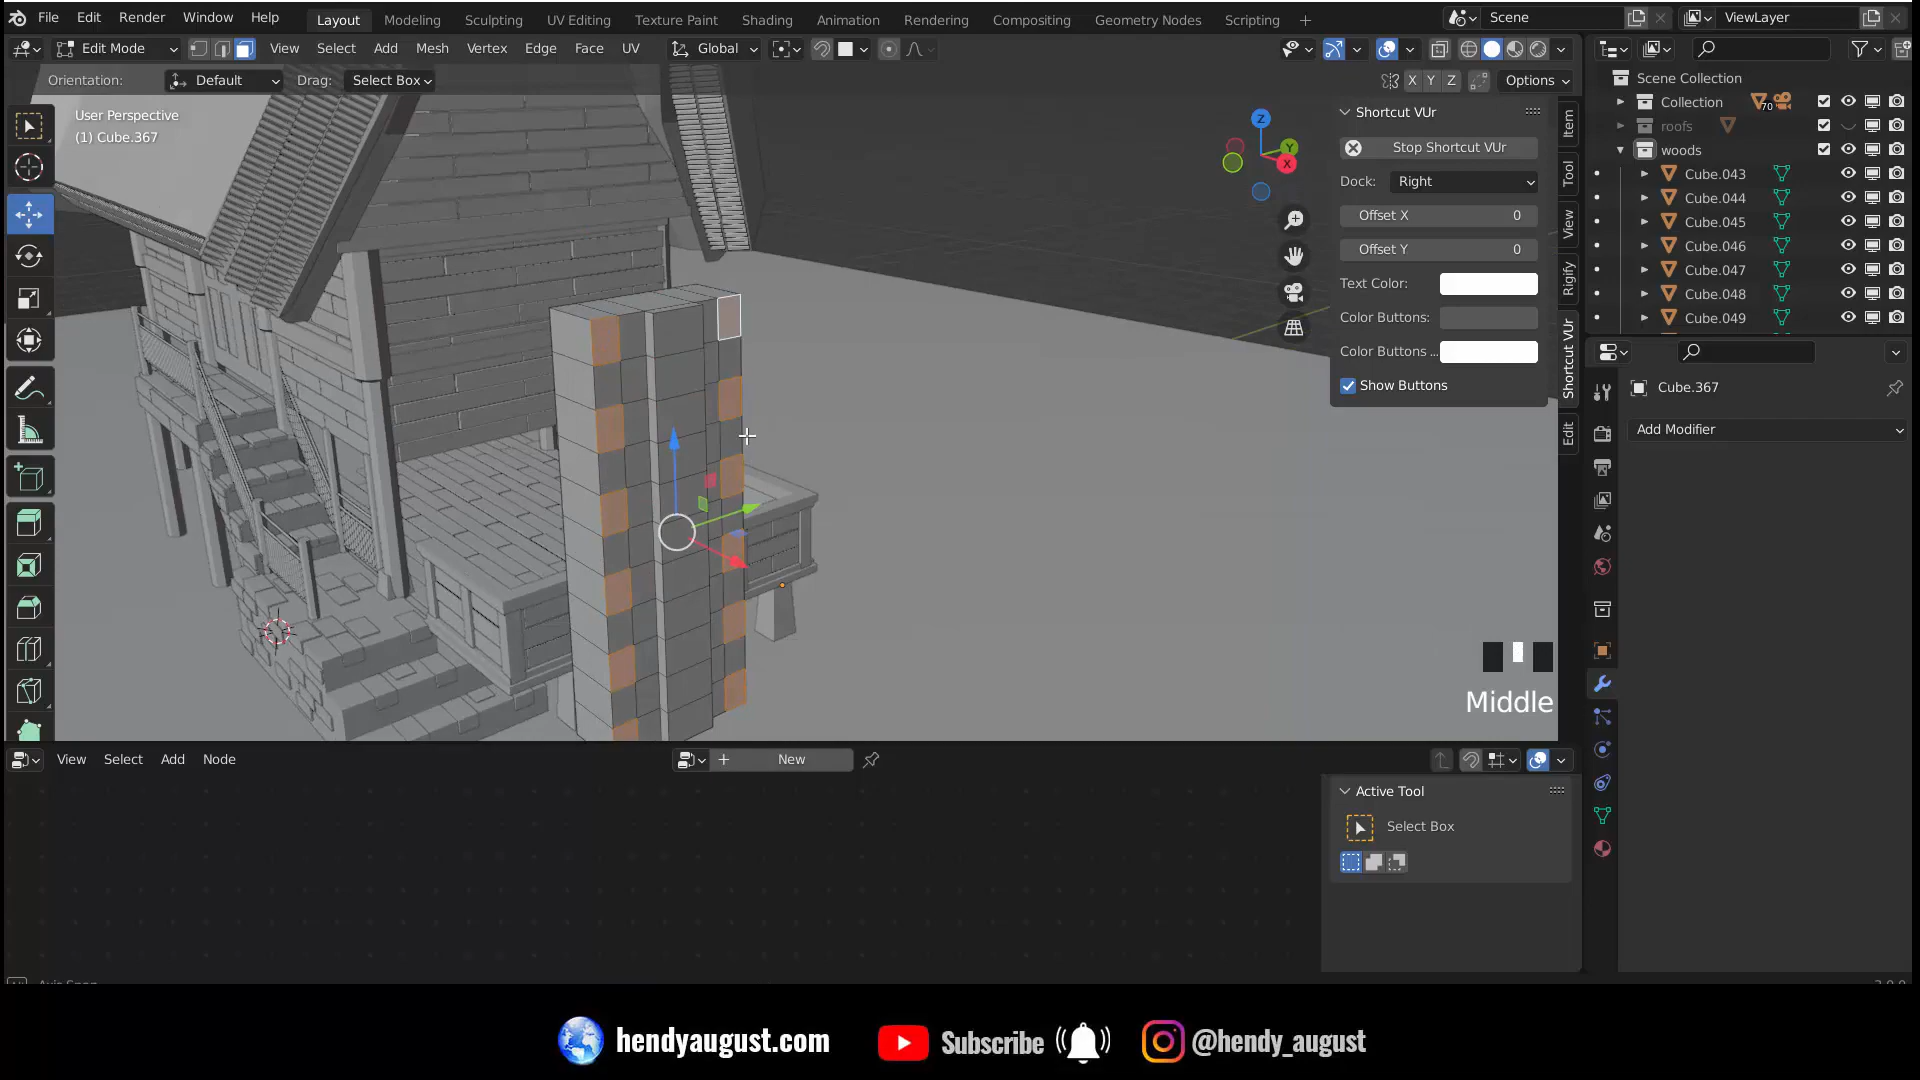 File Edit Render Window Help Layout Modeling Sculpting UV Editing Texture Paint Shading Animation Rendering Compositing Geometry Nodes Scripting + Scene ViewLayer
Edit Mode View Select Add Mesh Vertex Edge Face UV Global
Orientation: Default Drag: Select Box X Y Z Options
User Perspective
(1) Cube.367
Z
Y
X
Shortcut VUr
Stop Shortcut VUr
Dock: Right
Offset X 0
Offset Y 0
Text Color:
Color Buttons:
Color Buttons ...
Show Buttons
Item
Tool
View
Rigify
Shortcut VUr
Edit
Scene Collection
Collection 70
roofs
woods
Cube.043
Cube.044
Cube.045
Cube.046
Cube.047
Cube.048
Cube.049
Cube.367
Add Modifier
Middle
View Select Add Node + New
Active Tool
Select Box
hendyaugust.com Subscribe @hendy_august